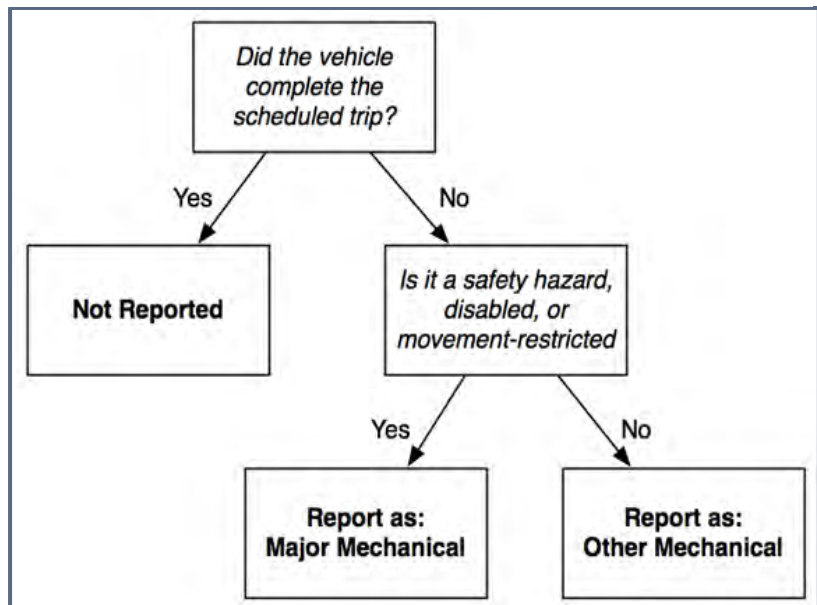 Did the vehicle
complete the
scheduled trip?
Yes
No
Not Reported
Is it a safety hazard,
disabled, or
movement-restricted
Yes
No
Report as:
Major Mechanical
Report as:
Other Mechanical